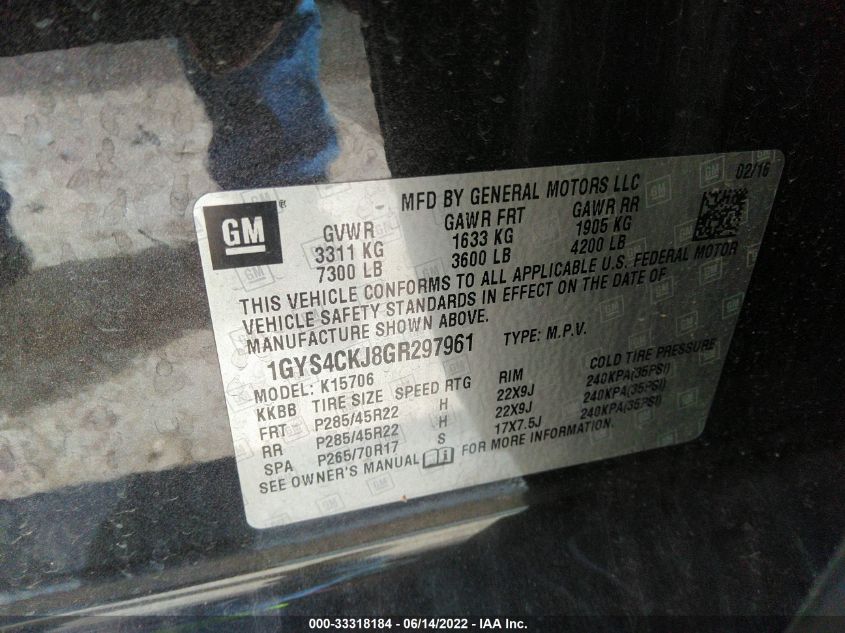 MFD BY GENERAL MOTORS LLC 02/16
GM ®
GVWR GAWR FRT GAWR RR
3311 KG 1633 KG 1905 KG
7300 LB 3600 LB 4200 LB
THIS VEHICLE CONFORMS TO ALL APPLICABLE U.S. FEDERAL MOTOR
VEHICLE SAFETY STANDARDS IN EFFECT ON THE DATE OF
MANUFACTURE SHOWN ABOVE.
1GYS4CKJ8GR297961 TYPE: M.P.V.
MODEL: K15706
KKBB TIRE SIZE SPEED RTG RIM COLD TIRE PRESSURE
FRT P285/45R22 H 22X9J 240KPA(35PSI)
RR P285/45R22 H 22X9J 240KPA(35PSI)
SPA P265/70R17 S 17X7.5J 240KPA(35PSI)
SEE OWNER'S MANUAL FOR MORE INFORMATION.
000-33318184 - 06/14/2022 - IAA Inc.